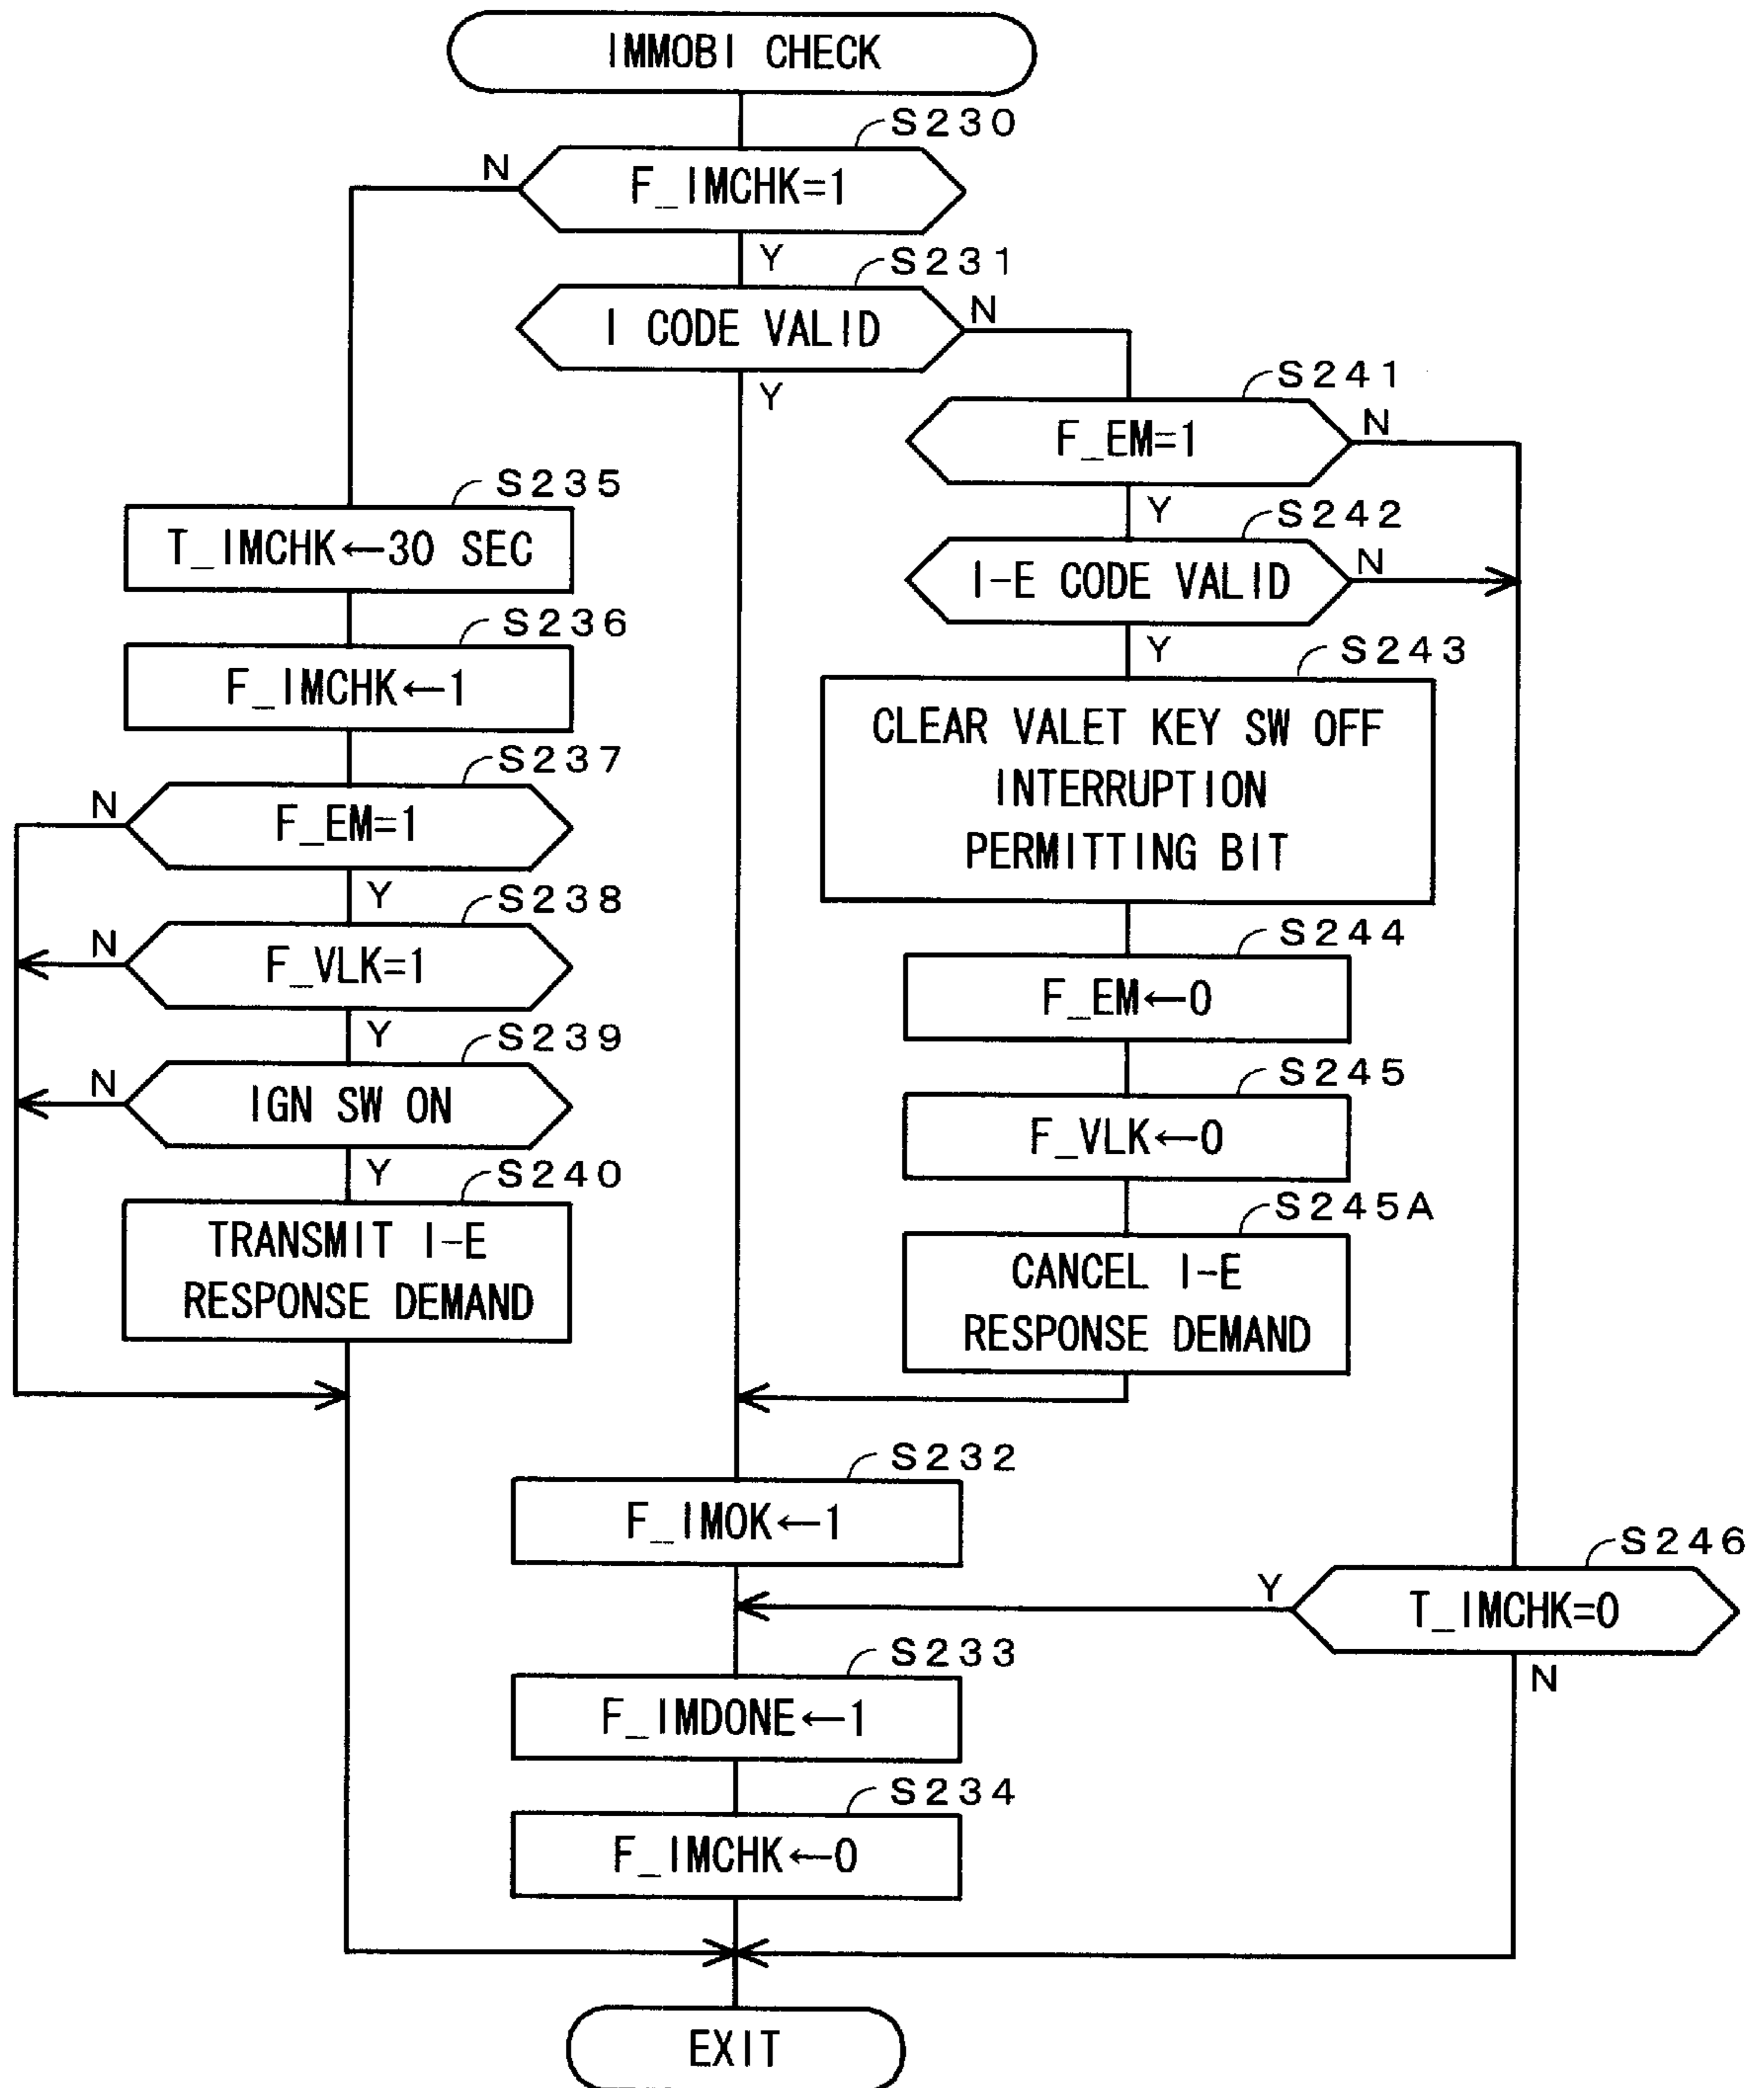 IMMOBI CHECK
S230
N
F_IMCHK=1
Y
S231
I CODE VALID
N
Y
S241
F_EM=1
N
Y
S235
T_IMCHK←30 SEC
S242
I-E CODE VALID
N
Y
S236
F_IMCHK←1
S243
CLEAR VALET KEY SW OFF
INTERRUPTION
PERMITTING BIT
S237
N
F_EM=1
Y
S238
N
F_VLK=1
Y
S244
F_EM←0
S239
N
IGN SW ON
Y
S245
F_VLK←0
S240
TRANSMIT I-E
RESPONSE DEMAND
S245A
CANCEL I-E
RESPONSE DEMAND
S232
F_IMOK←1
S246
Y
T_IMCHK=0
N
S233
F_IMDONE←1
S234
F_IMCHK←0
EXIT